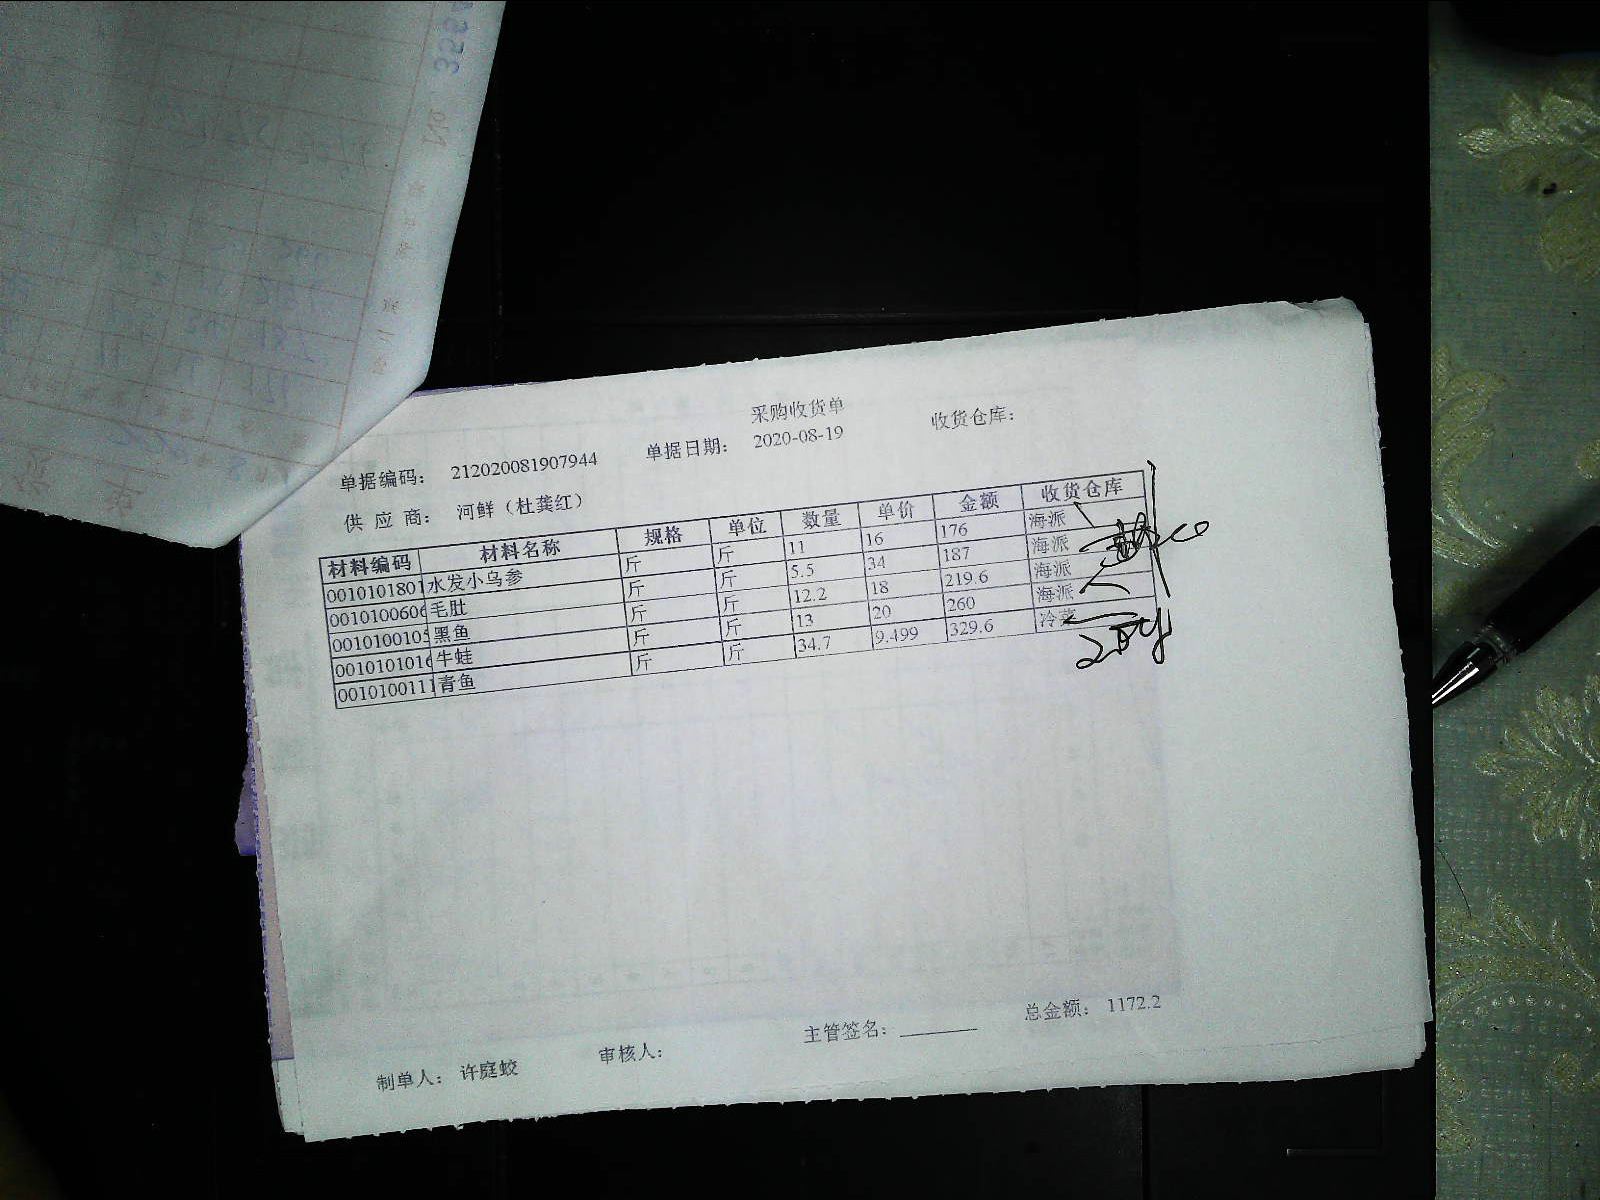 采购收货单
单据编码： 212020081907944 单据日期： 2020-08-19 收货仓库：
供 应 商： 河鲜（杜龚红）
材料编码 材料名称 规格 单位 数量 单价 金额 收货仓库
0010101801 水发小乌参 斤 斤 11 16 176 海派
0010100606 毛肚 斤 斤 5.5 34 187 海派
0010100105 黑鱼 斤 斤 12.2 18 219.6 海派
0010101016 牛蛙 斤 斤 13 20 260 海派
0010100111 青鱼 斤 斤 34.7 9.499 329.6 冷菜
总金额： 1172.2
制单人： 许庭蛟 审核人： 主管签名：